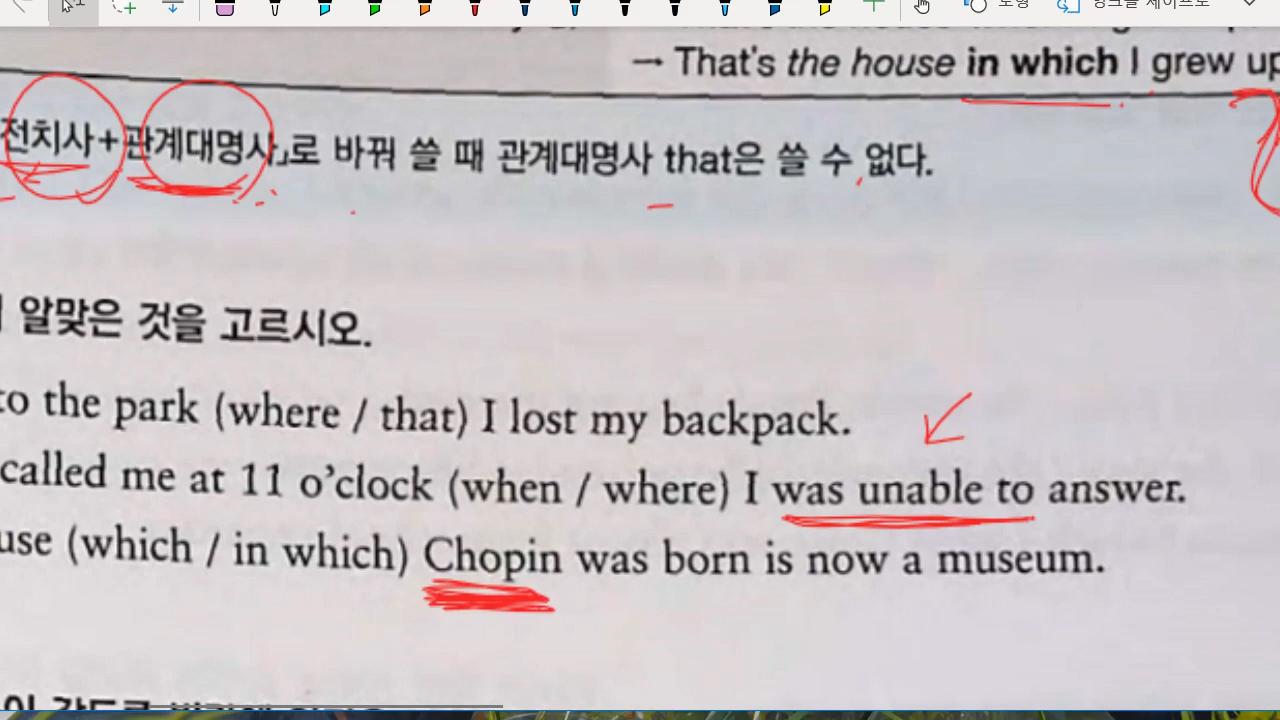 → That's the house in which I grew up
전치사+관계대명사」로 바꿔 쓸 때 관계대명사 that은 쓸 수 없다.
알맞은 것을 고르시오.
to the park (where / that) I lost my backpack.
called me at 11 o'clock (when / where) I was unable to answer.
use (which / in which) Chopin was born is now a museum.